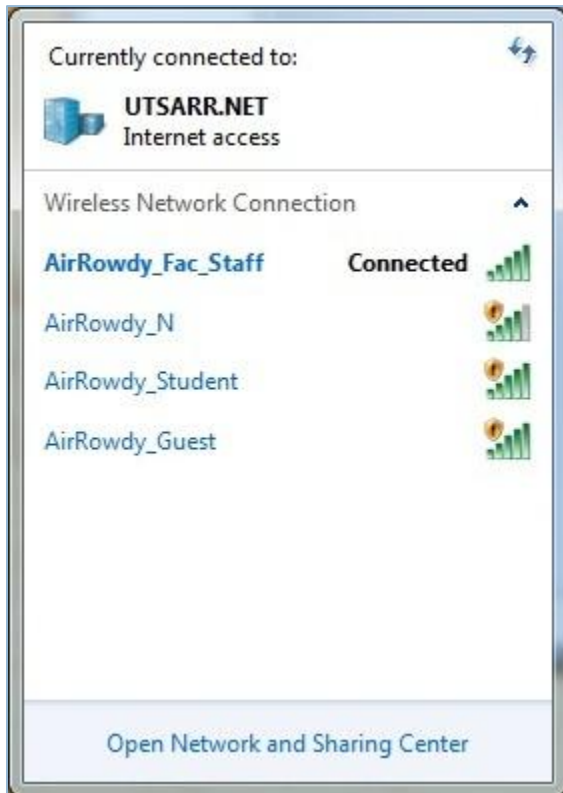 Currently connected to:
UTSARR.NET
Internet access
Wireless Network Connection
AirRowdy_Fac_Staff Connected
AirRowdy_N
AirRowdy_Student
AirRowdy_Guest
Open Network and Sharing Center